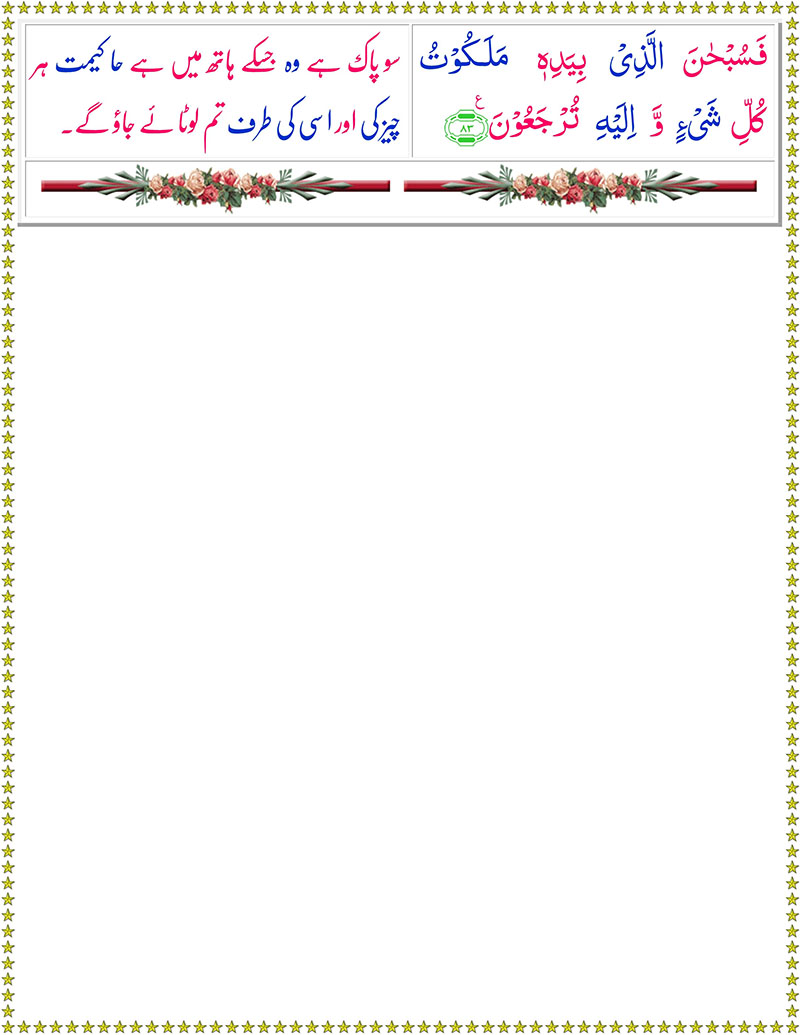 فَسُبْحٰنَ الَّذِیْ بِیَدِهٖ مَلَکُوْتُ
کُلِّ شَیْءٍ وَّ اِلَیْهِ تُرْجَعُوْنَ ﴿۸۳﴾ ع
سو پاک ہے وہ جسکے ہاتھ میں ہے حاکیمت ہر
چیز کی اور اسی کی طرف تم لوٹائے جاؤ گے۔